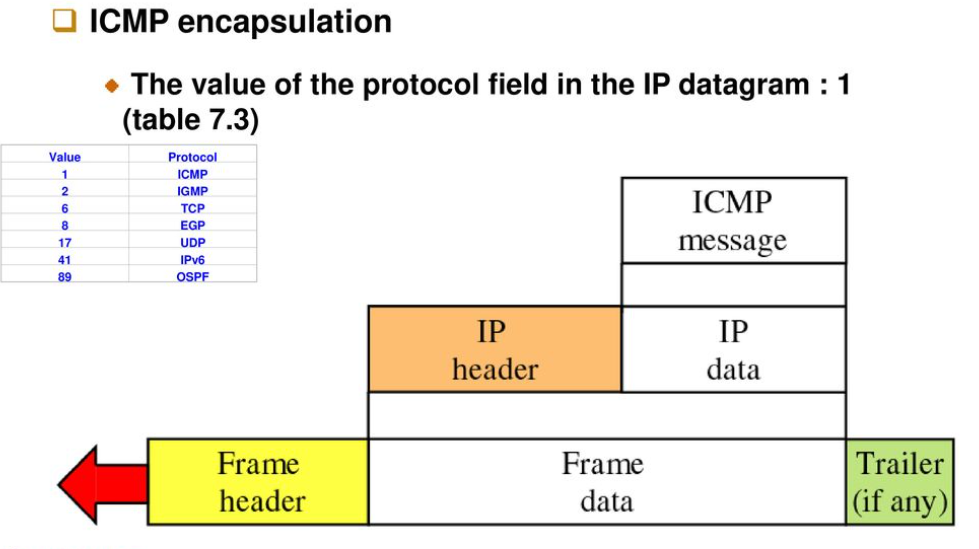 ICMP encapsulation
The value of the protocol field in the IP datagram : 1
(table 7.3)
Value Protocol
1 ICMP
2 IGMP
6 TCP
8 EGP
17 UDP
41 IPv6
89 OSPF
ICMP
message
IP
header
IP
data
Frame
header
Frame
data
Trailer
(if any)